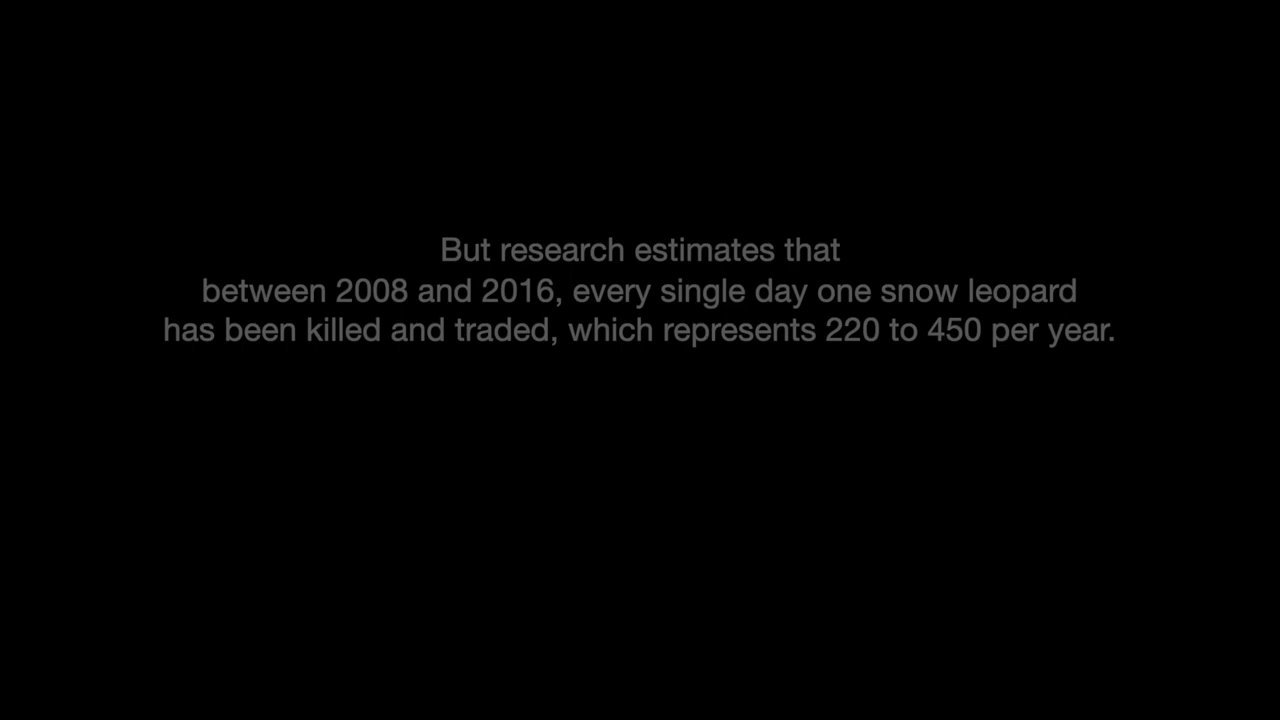 But research estimates that
between 2008 and 2016, every single day one snow leopard
has been killed and traded, which represents 220 to 450 per year.